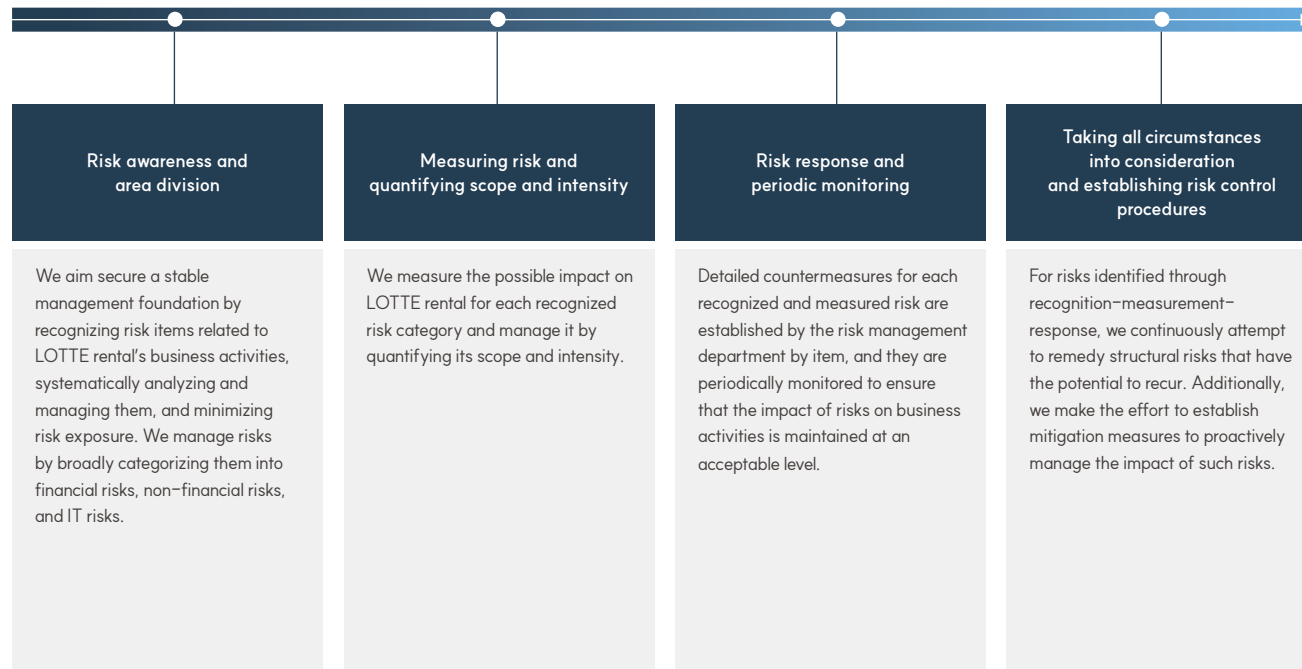 Risk awareness and
area division
We aim secure a stable
management foundation by
recognizing risk items related to
LOTTE rental's business activities,
systematically analyzing and
managing them, and minimizing
risk exposure. We manage risks
by broadly categorizing them into
financial risks, non-financial risks,
and IT risks.
Measuring risk and
quantifying scope and intensity
We measure the possible impact on
LOTTE rental for each recognized
risk category and manage it by
quantifying its scope and intensity.
Risk response and
periodic monitoring
Detailed countermeasures for each
recognized and measured risk are
established by the risk management
department by item, and they are
periodically monitored to ensure
that the impact of risks on business
activities is maintained at an
acceptable level.
Taking all circumstances
into consideration
and establishing risk control
procedures
For risks identified through
recognition-measurement-
response, we continuously attempt
to remedy structural risks that have
the potential to recur. Additionally,
we make the effort to establish
mitigation measures to proactively
manage the impact of such risks.